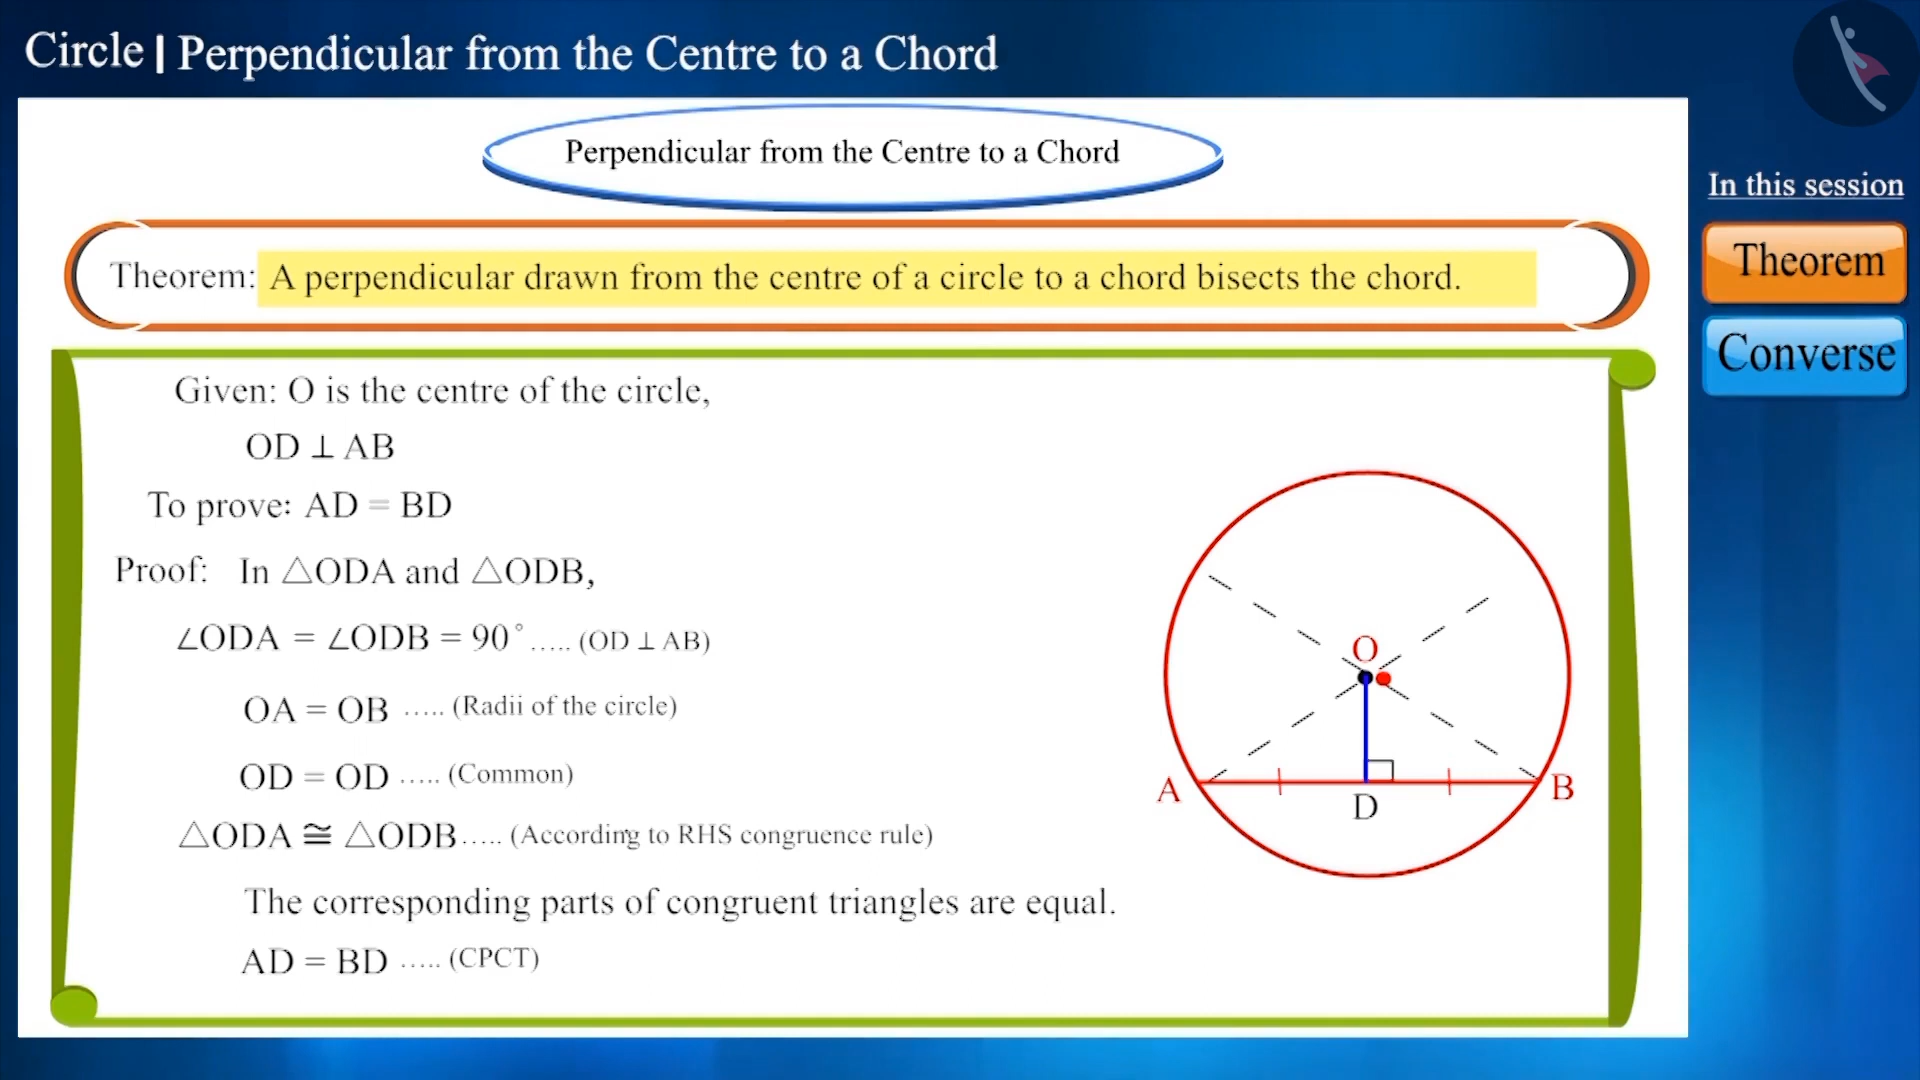 Circle | Perpendicular from the Centre to a Chord
Perpendicular from the Centre to a Chord
In this session
Theorem
Converse
Theorem: A perpendicular drawn from the centre of a circle to a chord bisects the chord.
Given: O is the centre of the circle,
OD ⊥ AB
To prove: AD = BD
Proof: In △ODA and △ODB,
∠ODA = ∠ODB = 90° ..... (OD ⊥ AB)
OA = OB ..... (Radii of the circle)
OD = OD ..... (Common)
△ODA ≅ △ODB ..... (According to RHS congruence rule)
The corresponding parts of congruent triangles are equal.
AD = BD ..... (CPCT)
O
A
B
D